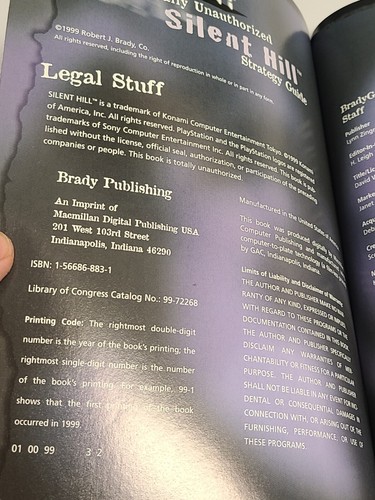 lly Unauthorized
Silent Hill™
Strategy Guide
©1999 Robert J. Brady, Co.
All rights reserved, including the right of reproduction in whole or in part in any form.
Legal Stuff
SILENT HILL™ is a trademark of Konami Computer Entertainment Tokyo ©1999 Konami
of America, Inc. All rights reserved. PlayStation and the PlayStation logos are registered
trademarks of Sony Computer Entertainment Inc. All rights reserved. This book is pub-
lished without the license, official seal, authorization, or participation of the preceding
companies or people. This book is totally unauthorized.
Brady Publishing
An Imprint of
Macmillan Digital Publishing USA
201 West 103rd Street
Indianapolis, Indiana 46290
ISBN: 1-56686-883-1
Library of Congress Catalog No.: 99-72268
Printing Code: The rightmost double-digit
number is the year of the book's printing; the
rightmost single-digit number is the number
of the book's printing. For example, 99-1
shows that the first of the book
occurred in 1999.
01 00 99 3 2
Manufactured in the United States of
This book was produced digitally by
Computer Publishing and manufactured
computer-to-plate technology
by GAC, Indianapolis, Indiana.
Limits of Liability and Disclaimer of Warranty:
THE AUTHOR AND PUBLISHER MAKE NO WAR-
RANTY OF ANY KIND, EXPRESSED OR IMPLIED,
WITH REGARD TO THESE PROGRAMS OR THE
DOCUMENTATION CONTAINED IN THIS BOOK.
THE AUTHOR AND PUBLISHER SPECIFICALLY
DISCLAIM ANY WARRANTIES OF MER-
CHANTABILITY OR FITNESS FOR A PARTICULAR
PURPOSE. THE AUTHOR AND PUBLISHER
SHALL NOT BE LIABLE IN ANY EVENT FOR INCI-
DENTAL OR CONSEQUENTIAL DAMAGES IN
CONNECTION WITH, OR ARISING OUT OF, THE
FURNISHING, PERFORMANCE, OR USE OF
THESE PROGRAMS.
BradyGa
Staff
Publisher
Lynn Zingr
Editor-In-
H. Leigh
Title/Lic
David
Marke
Janet
Acqu
Deb